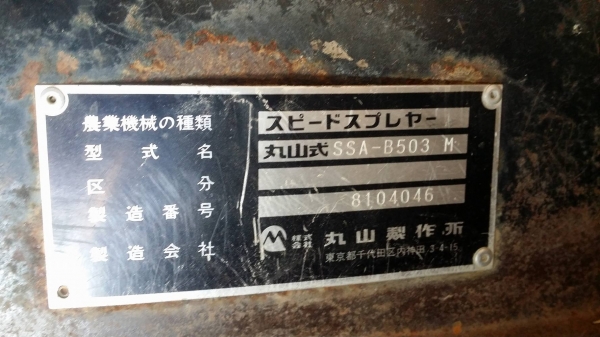 農業機械の種類 スピードスプレヤー
型式名 丸山式 SSA-B503 M
区分
製造番号 8104046
製造会社 株式会社 丸山製作所
東京都千代田区内神田3-4-15